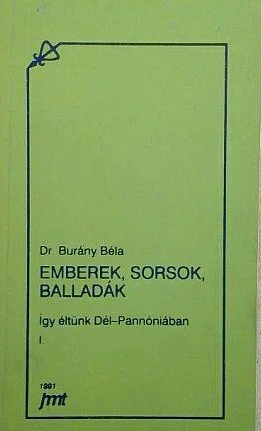 Dr Burány Béla
EMBEREK, SORSOK,
BALLADÁK
Így éltünk Dél–Pannóniában
I.
1991
jmt